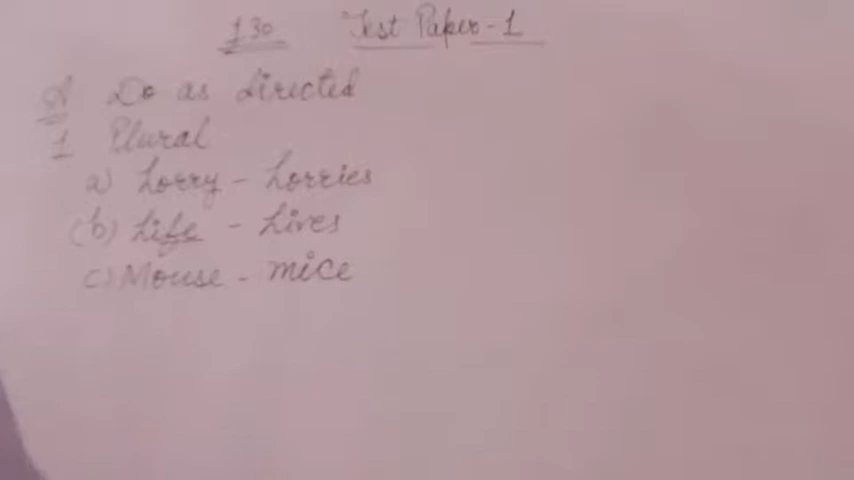 130 Test Paper-1
A Do as directed
1 Plural
a) Lorry - Lorries
(b) Life - Lives
c) Mouse - mice